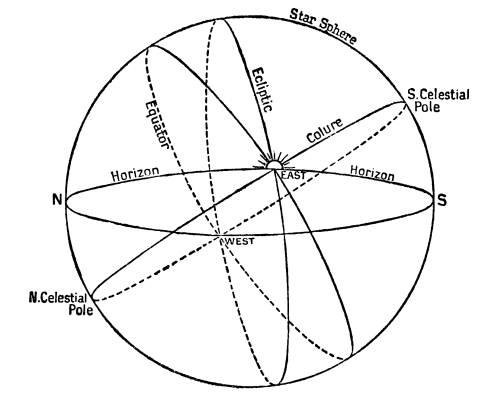 Star Sphere
Ecliptic
S. Celestial
Pole
Equator
Colure
Horizon
EAST
Horizon
N
S
WEST
N. Celestial
Pole